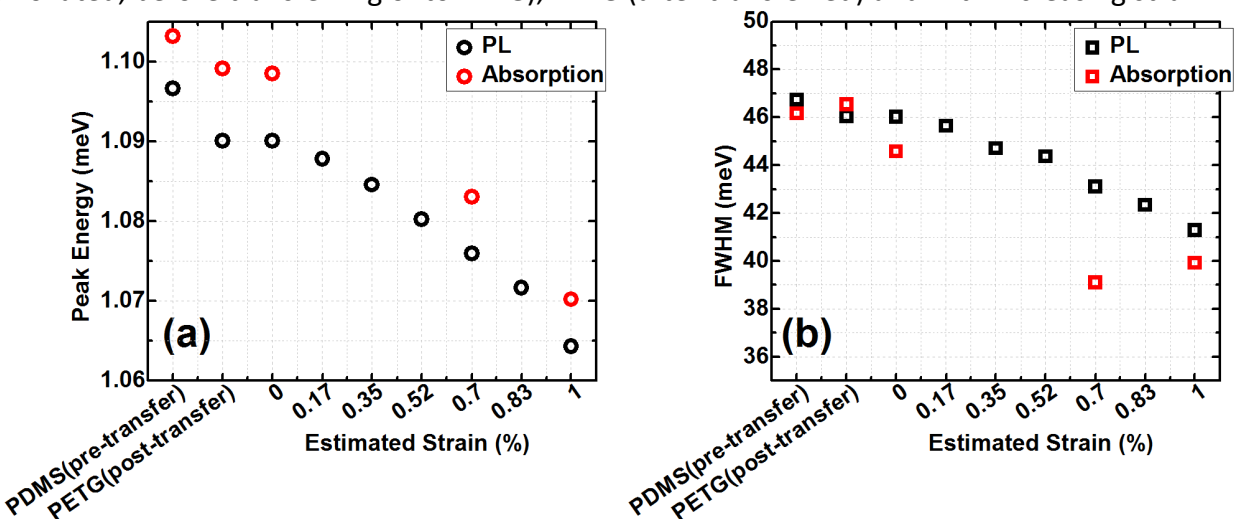 PL
Absorption
1.10
1.09
1.08
1.07
1.06
Peak Energy (meV)
(a)
PDMS(pre-transfer)
PETG(post-transfer)
0
0.17
0.35
0.52
0.7
0.83
1
Estimated Strain (%)
PL
Absorption
50
48
46
44
42
40
38
36
FWHM (meV)
(b)
PDMS(pre-transfer)
PETG(post-transfer)
0
0.17
0.35
0.52
0.7
0.83
1
Estimated Strain (%)